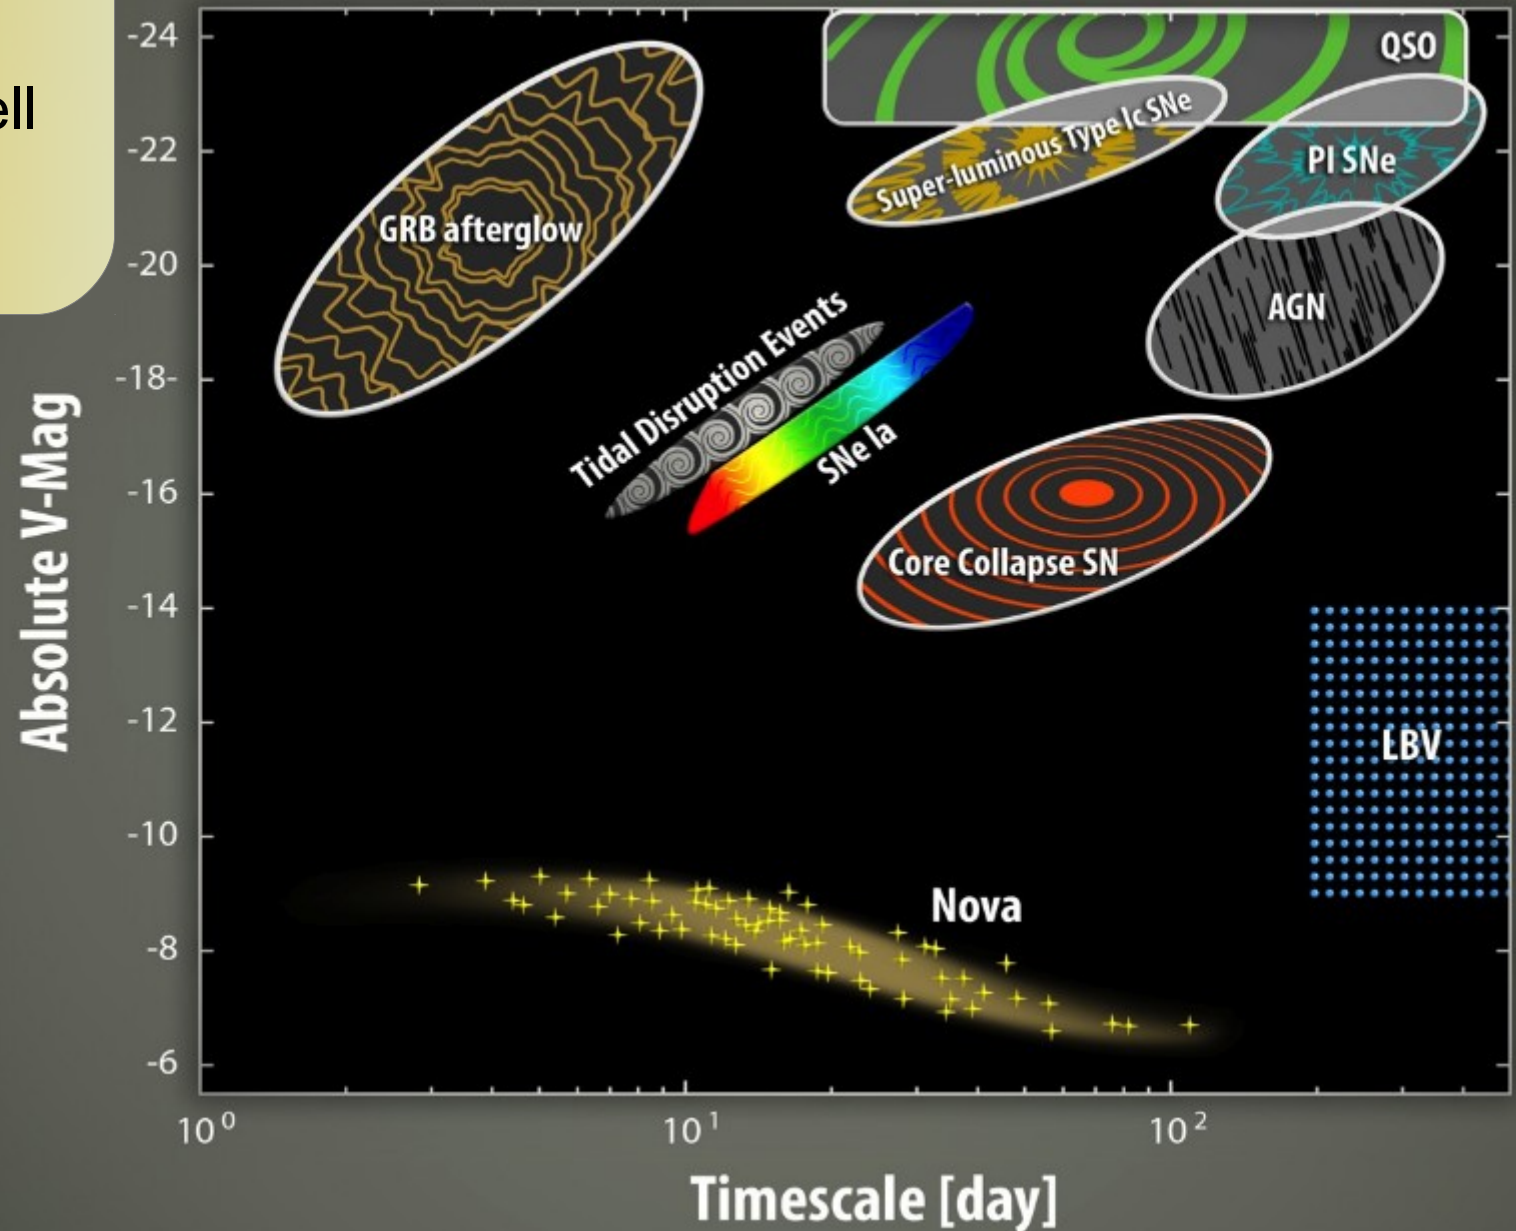 ell
-24
-22
-20
-18-
-16
-14
-12
-10
-8
-6
Absolute V-Mag
QSO
Super-luminous Type Ic SNe
PI SNe
GRB afterglow
AGN
Tidal Disruption Events
SNe Ia
Core Collapse SN
LBV
Nova
10⁰
10¹
10²
Timescale [day]